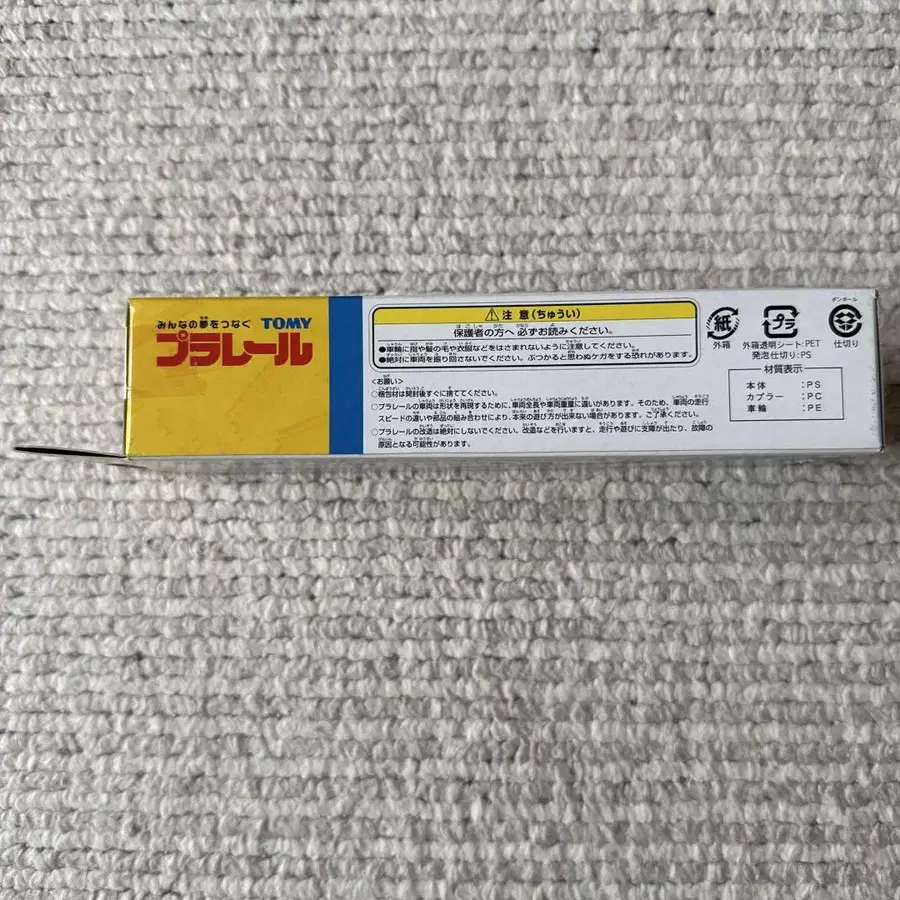 みんなの夢をつなぐ TOMY
プラレール
⚠注意(ちゅうい)
保護者の方へ 必ずお読みください。
●車輪に指や髪の毛や衣服などをはさまれないように注意してください。
●絶対に車両を振り回さないでください。ぶつかると思わぬケガをする恐れがあります。
<お願い>
○梱包材は開封後すぐに捨ててください。
○プラレールの車両は形状を再現するために、車両全長や車両重量に違いがあります。そのため、車両の走行
スピードの違いや部品の組み合わせにより、本来の遊び方が出来ない場合があります。ご了承ください。
○プラレールの改造は絶対にしないでください。改造などを行いますと、走行や遊びに支障が出たり、故障の
原因となる可能性があります。
紙
外箱
プラ
外箱透明シート:PET
発泡仕切り:PS
ダンボール
仕切り
材質表示
本体 :PS
カプラー :PC
車輪 :PE